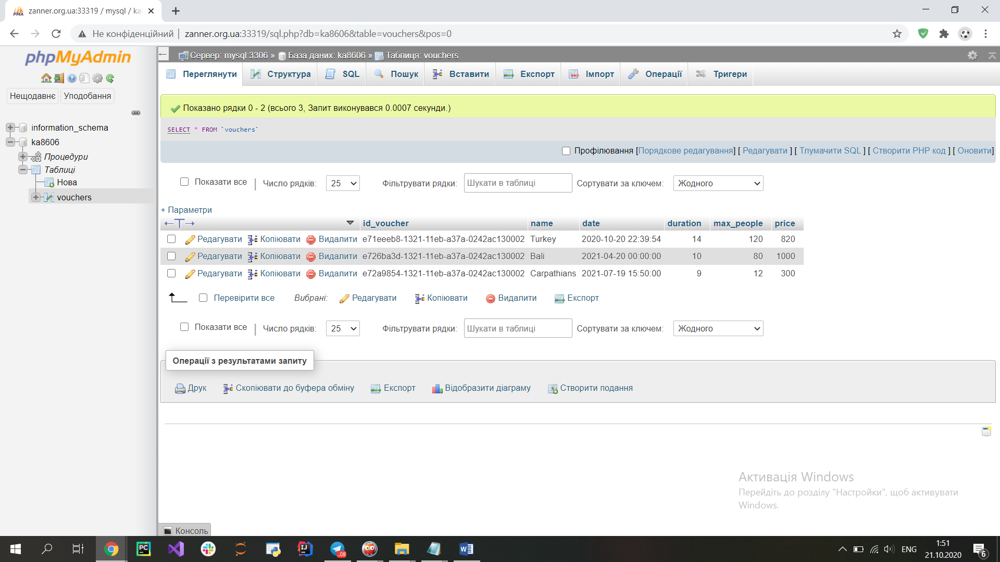 zanner.org.ua:33319 / mysql / ka
Не конфіденційний | zanner.org.ua:33319/sql.php?db=ka8606&table=vouchers&pos=0
phpMyAdmin
Нещодавнє Уподобання
information_schema
ka8606
Процедури
Таблиці
Нова
vouchers
Сервер: mysql:3306 » База даних: ka8606 » Таблиця: vouchers
Переглянути Структура SQL Пошук Вставити Експорт Імпорт Операції Тригери
Показано рядки 0 - 2 (всього 3, Запит виконувався 0.0007 секунди.)
SELECT * FROM `vouchers`
Профілювання [Порядкове редагування] [ Редагувати ] [ Тлумачити SQL ] [ Створити PHP код ] [ Оновити]
Показати все | Число рядків: 25 Фільтрувати рядки: Шукати в таблиці Сортувати за ключем: Жодного
+ Параметри
←T→ id_voucher name date duration max_people price
Редагувати Копіювати Видалити e71eeeb8-1321-11eb-a37a-0242ac130002 Turkey 2020-10-20 22:39:54 14 120 820
Редагувати Копіювати Видалити e726ba3d-1321-11eb-a37a-0242ac130002 Bali 2021-04-20 00:00:00 10 80 1000
Редагувати Копіювати Видалити e72a9854-1321-11eb-a37a-0242ac130002 Carpathians 2021-07-19 15:50:00 9 12 300
Перевірити все Вибрані: Редагувати Копіювати Видалити Експорт
Показати все | Число рядків: 25 Фільтрувати рядки: Шукати в таблиці Сортувати за ключем: Жодного
Операції з результатами запиту
Друк Скопіювати до буфера обміну Експорт Відобразити діаграму Створити подання
Активація Windows
Перейдіть до розділу "Настройки", щоб активувати
Windows.
Консоль
ENG
1:51
21.10.2020
6